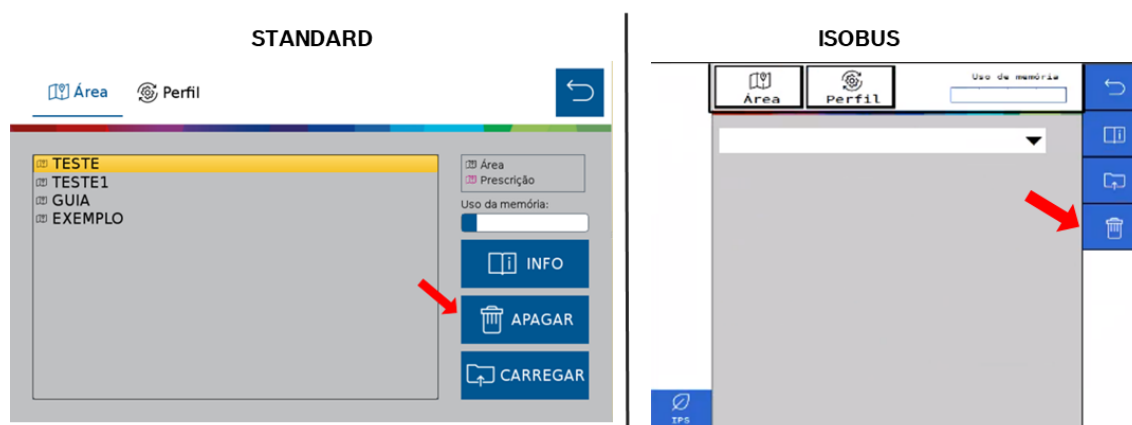 STANDARD
Área Perfil
TESTE
TESTE1
GUIA
EXEMPLO
Área
Prescrição
Uso da memória:
INFO
APAGAR
CARREGAR
ISOBUS
Área Perfil Uso de memória
IPS